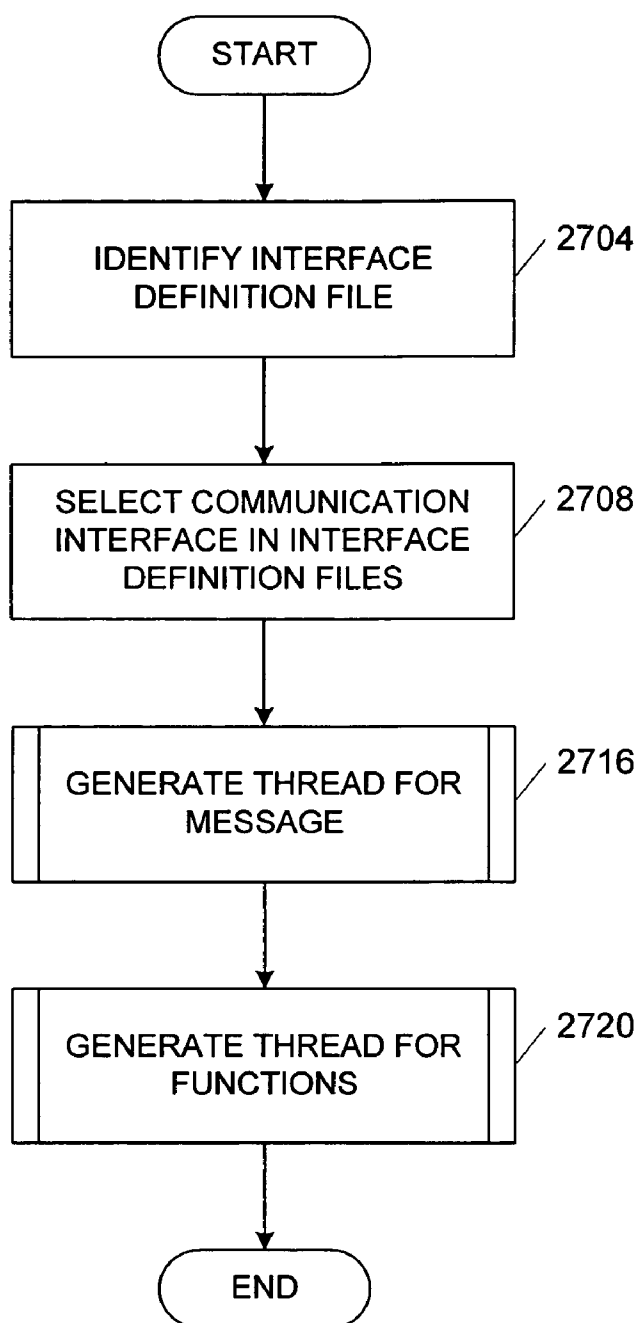 START
IDENTIFY INTERFACE
DEFINITION FILE
2704
SELECT COMMUNICATION
INTERFACE IN INTERFACE
DEFINITION FILES
2708
GENERATE THREAD FOR
MESSAGE
2716
GENERATE THREAD FOR
FUNCTIONS
2720
END